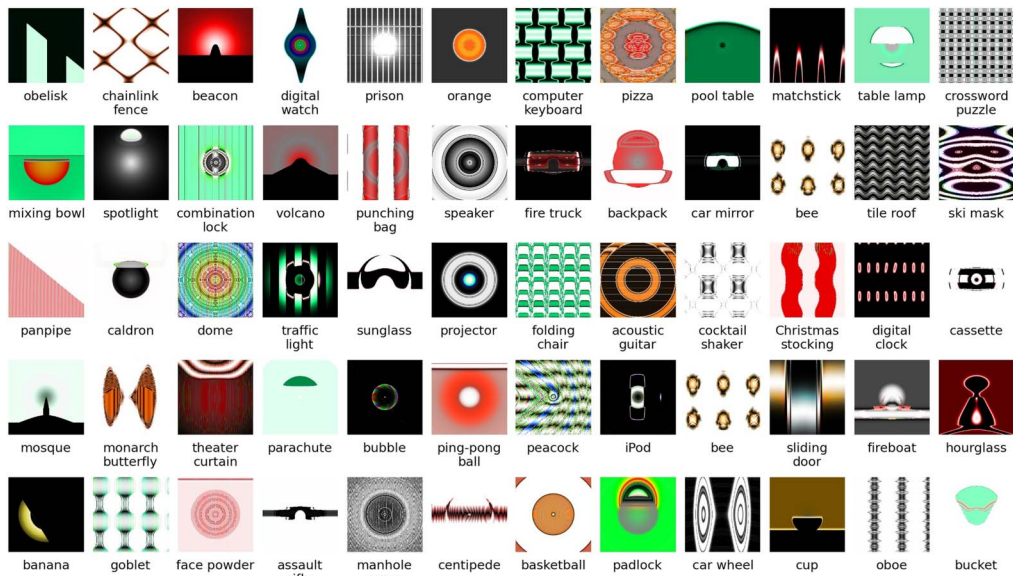 obelisk
chainlink
fence
beacon
digital
watch
prison
orange
computer
keyboard
pizza
pool table
matchstick
table lamp
crossword
puzzle
mixing bowl
spotlight
combination
lock
volcano
punching
bag
speaker
fire truck
backpack
car mirror
bee
tile roof
ski mask
panpipe
caldron
dome
traffic
light
sunglass
projector
folding
chair
acoustic
guitar
cocktail
shaker
Christmas
stocking
digital
clock
cassette
mosque
monarch
butterfly
theater
curtain
parachute
bubble
ping-pong
ball
peacock
iPod
bee
sliding
door
fireboat
hourglass
banana
goblet
face powder
assault
manhole
centipede
basketball
padlock
car wheel
cup
oboe
bucket